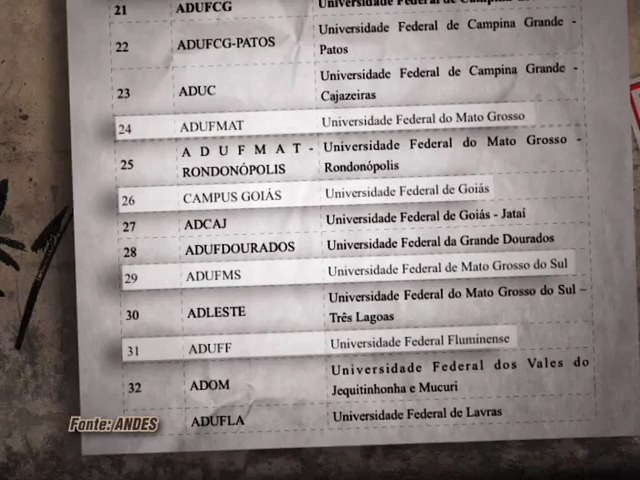 21 ADUFCG Universidade Federal de Campina
22 ADUFCG-PATOS Universidade Federal de Campina Grande -
Patos
23 ADUC Universidade Federal de Campina Grande -
Cajazeiras
24 ADUFMAT Universidade Federal do Mato Grosso
25 ADUFMAT- Universidade Federal do Mato Grosso -
RONDONÓPOLIS Rondonópolis
26 CAMPUS GOIÁS Universidade Federal de Goiás
27 ADCAJ Universidade Federal de Goiás - Jataí
28 ADUFDOURADOS Universidade Federal da Grande Dourados
29 ADUFMS Universidade Federal de Mato Grosso do Sul
30 ADLESTE Universidade Federal do Mato Grosso do Sul –
Três Lagoas
31 ADUFF Universidade Federal Fluminense
32 ADOM Universidade Federal dos Vales do
Jequitinhonha e Mucuri
ADUFLA Universidade Federal de Lavras
Fonte: ANDES